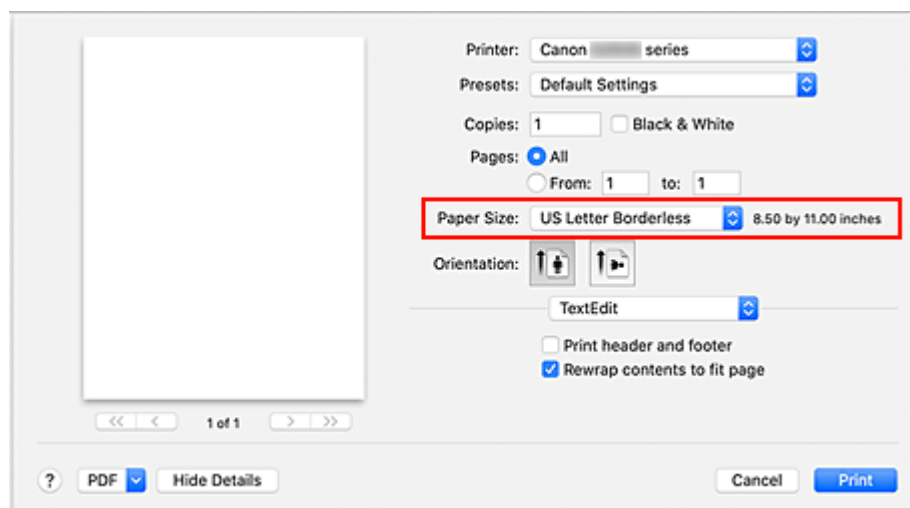 Printer: Canon series
Presets: Default Settings
Copies: 1 Black & White
Pages: All
From: 1 to: 1
Paper Size: US Letter Borderless 8.50 by 11.00 inches
Orientation:
TextEdit
Print header and footer
Rewrap contents to fit page
<< < 1 of 1 > >>
? PDF Hide Details Cancel Print